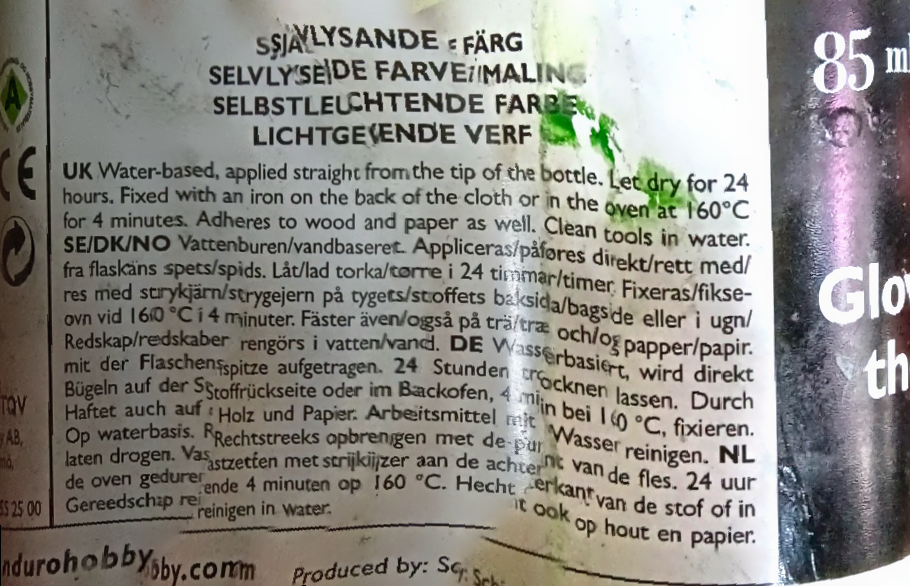 SJÄLVLYSANDE FÄRG
SELVLYSENDE FARVE/MALING
SELBSTLEUCHTENDE FARBE
LICHTGEVENDE VERF
UK Water-based, applied straight from the tip of the bottle. Let dry for 24
hours. Fixed with an iron on the back of the cloth or in the oven at 160°C
for 4 minutes. Adheres to wood and paper as well. Clean tools in water.
SE/DK/NO Vattenburen/vandbaseret. Appliceras/påføres direkt/rett med/
fra flaskans spets/spids. Låt/lad torka/tørre i 24 timmar/timer. Fixeras/fikse-
res med strykjärn/strygejern på tygets/stoffets baksida/bagside eller i ugn/
ovn vid 160 °C i 4 minuter. Fäster även/også på trä/træ och/og papper/papir.
Redskap/redskaber rengörs i vatten/vand. DE Wasserbasiert, wird direkt
mit der Flaschenspitze aufgetragen. 24 Stunden trocknen lassen. Durch
Bügeln auf der Stoffrückseite oder im Backofen, 4 min bei 160 °C, fixieren.
Haftet auch auf Holz und Papier. Arbeitsmittel mit Wasser reinigen. NL
Op waterbasis. Rechtstreeks opbrengen met de punt van de fles. 24 uur
laten drogen. Vastzetten met strijkijzer aan de achterkant van de stof of in
de oven gedurende 4 minuten op 160 °C. Hecht ook op hout en papier.
Gereedschap reinigen in water.
Produced by:
85 ml
Glo
th
A
CE
TQV
AB,
SS 25 00
ndurohobby.com